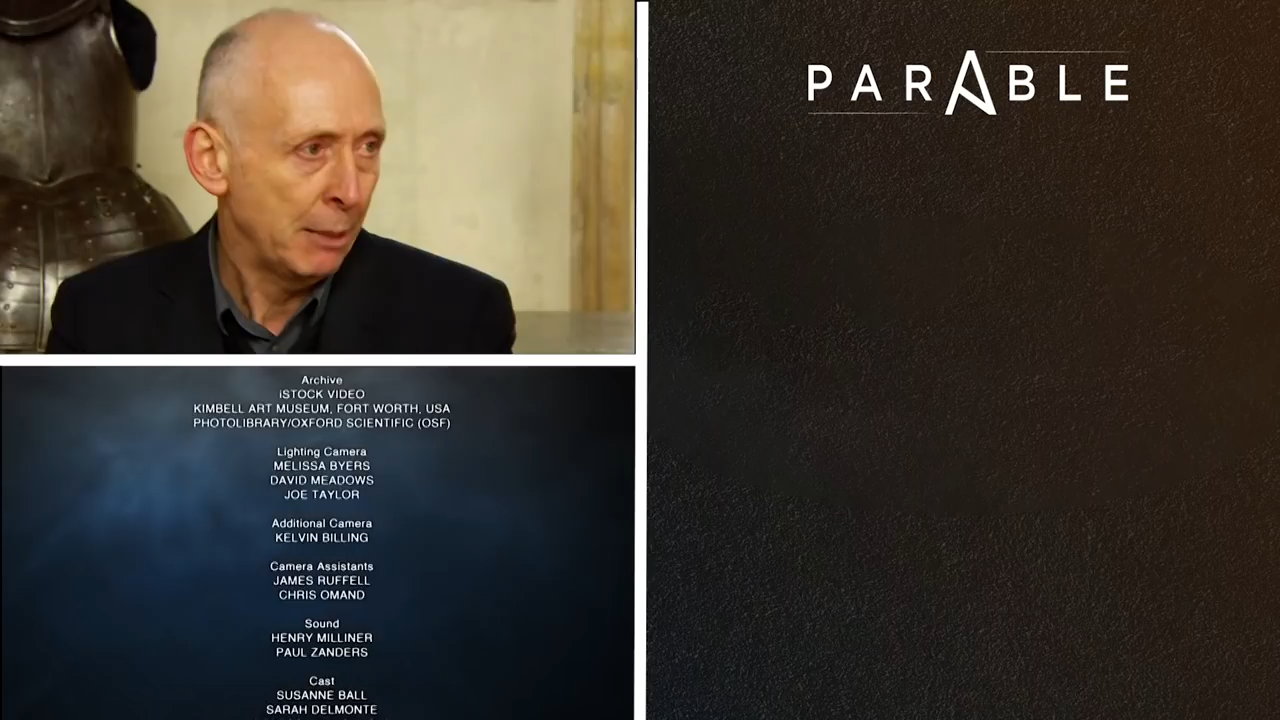 PARABLE
Archive
iSTOCK VIDEO
KIMBELL ART MUSEUM, FORT WORTH, USA
PHOTOLIBRARY/OXFORD SCIENTIFIC (OSF)
Lighting Camera
MELISSA BYERS
DAVID MEADOWS
JOE TAYLOR
Additional Camera
KELVIN BILLING
Camera Assistants
JAMES RUFFELL
CHRIS OMAND
Sound
HENRY MILLINER
PAUL ZANDERS
Cast
SUSANNE BALL
SARAH DELMONTE